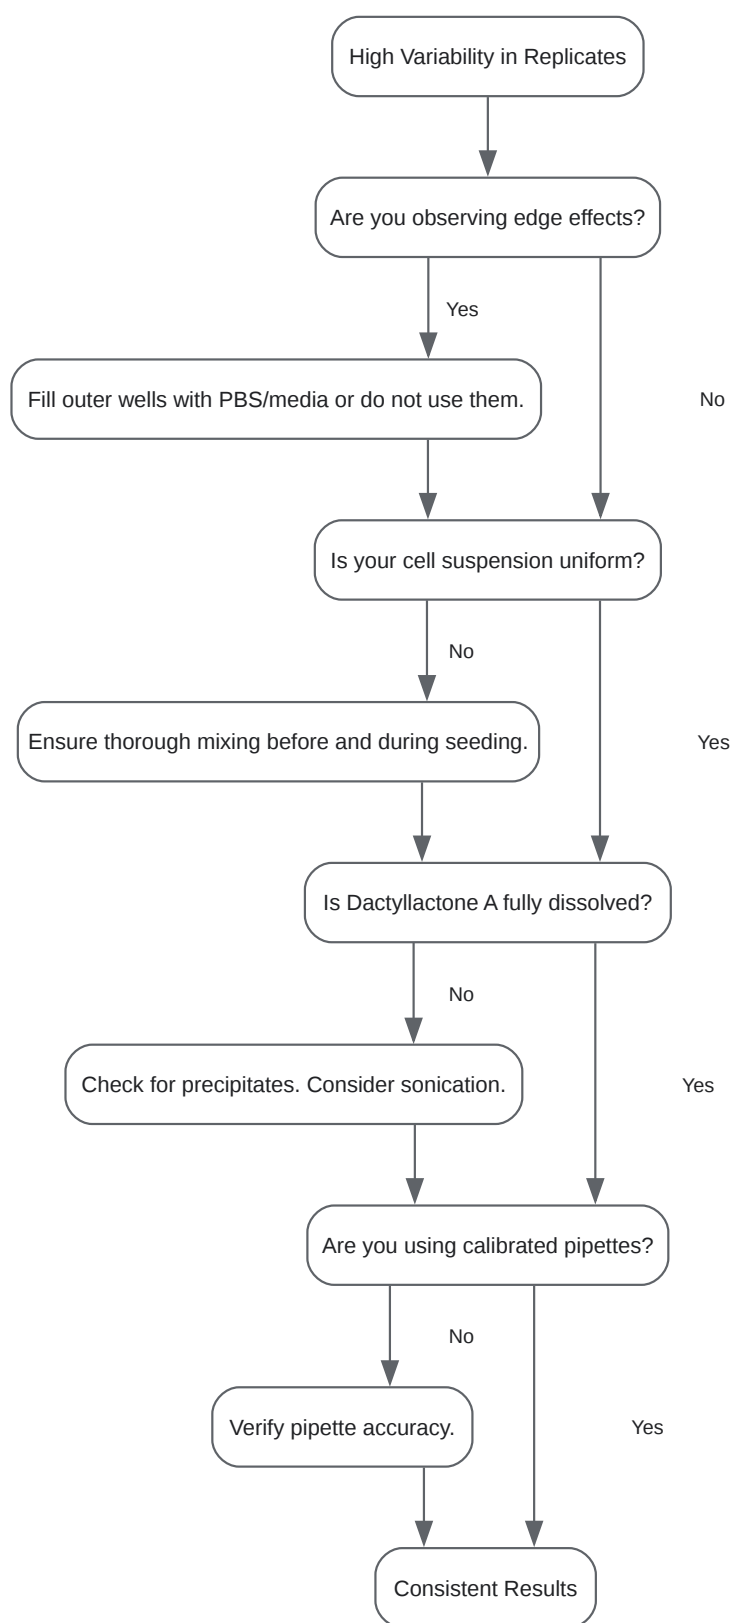 High Variability in Replicates
Are you observing edge effects?
Yes
Fill outer wells with PBS/media or do not use them.
No
Is your cell suspension uniform?
No
Ensure thorough mixing before and during seeding.
Yes
Is Dactyllactone A fully dissolved?
No
Check for precipitates. Consider sonication.
Yes
Are you using calibrated pipettes?
No
Verify pipette accuracy.
Yes
Consistent Results